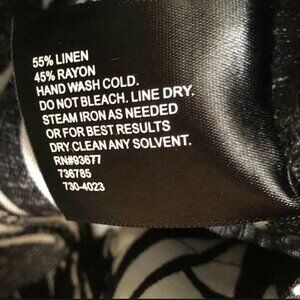 55% LINEN
45% RAYON
HAND WASH COLD.
DO NOT BLEACH. LINE DRY.
STEAM IRON AS NEEDED
OR FOR BEST RESULTS
DRY CLEAN ANY SOLVENT.
RN#93677
736785
730-4023